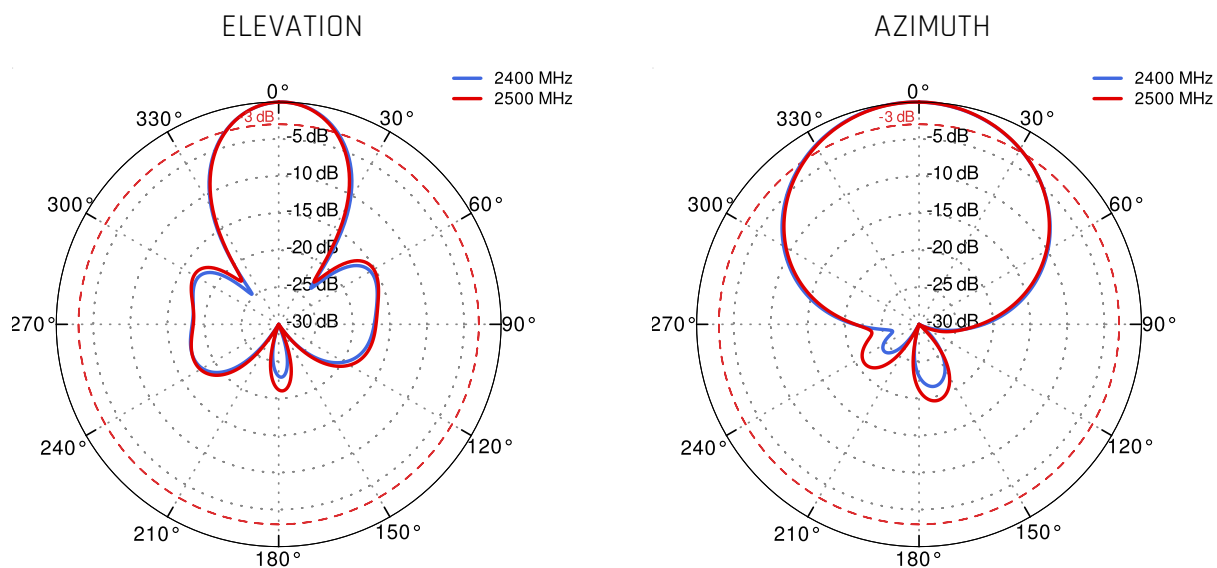 ELEVATION
2400 MHz
2500 MHz
0°
330° 3 dB 30°
-5 dB
-10 dB
300° -15 dB 60°
-20 dB
-25 dB
270° -30 dB 90°
240° 120°
210° 150°
180°
AZIMUTH
2400 MHz
2500 MHz
0°
330° -3 dB 30°
-5 dB
-10 dB
300° -15 dB 60°
-20 dB
-25 dB
270° -30 dB 90°
240° 120°
210° 150°
180°